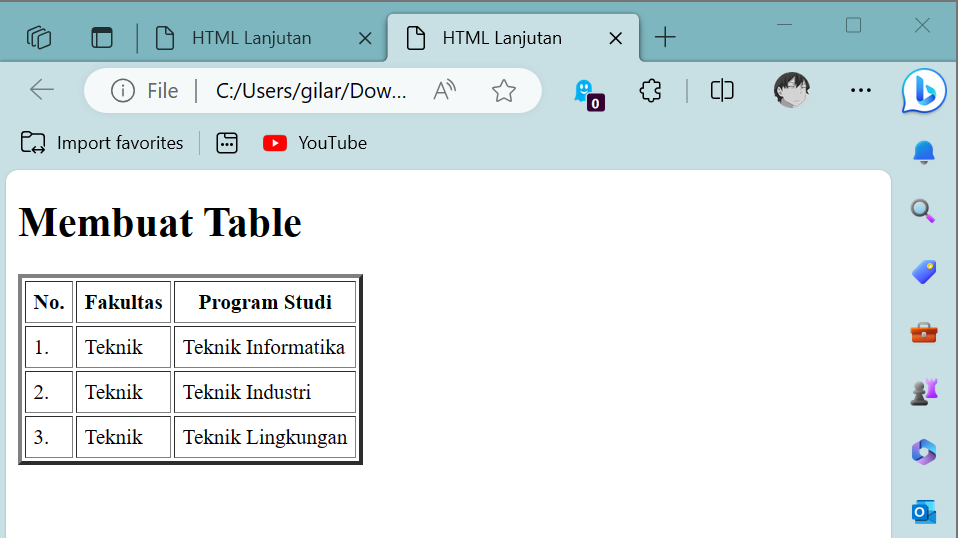 HTML Lanjutan HTML Lanjutan
File C:/Users/gilar/Dow... 0
Import favorites YouTube
Membuat Table
No. Fakultas Program Studi
1. Teknik Teknik Informatika
2. Teknik Teknik Industri
3. Teknik Teknik Lingkungan